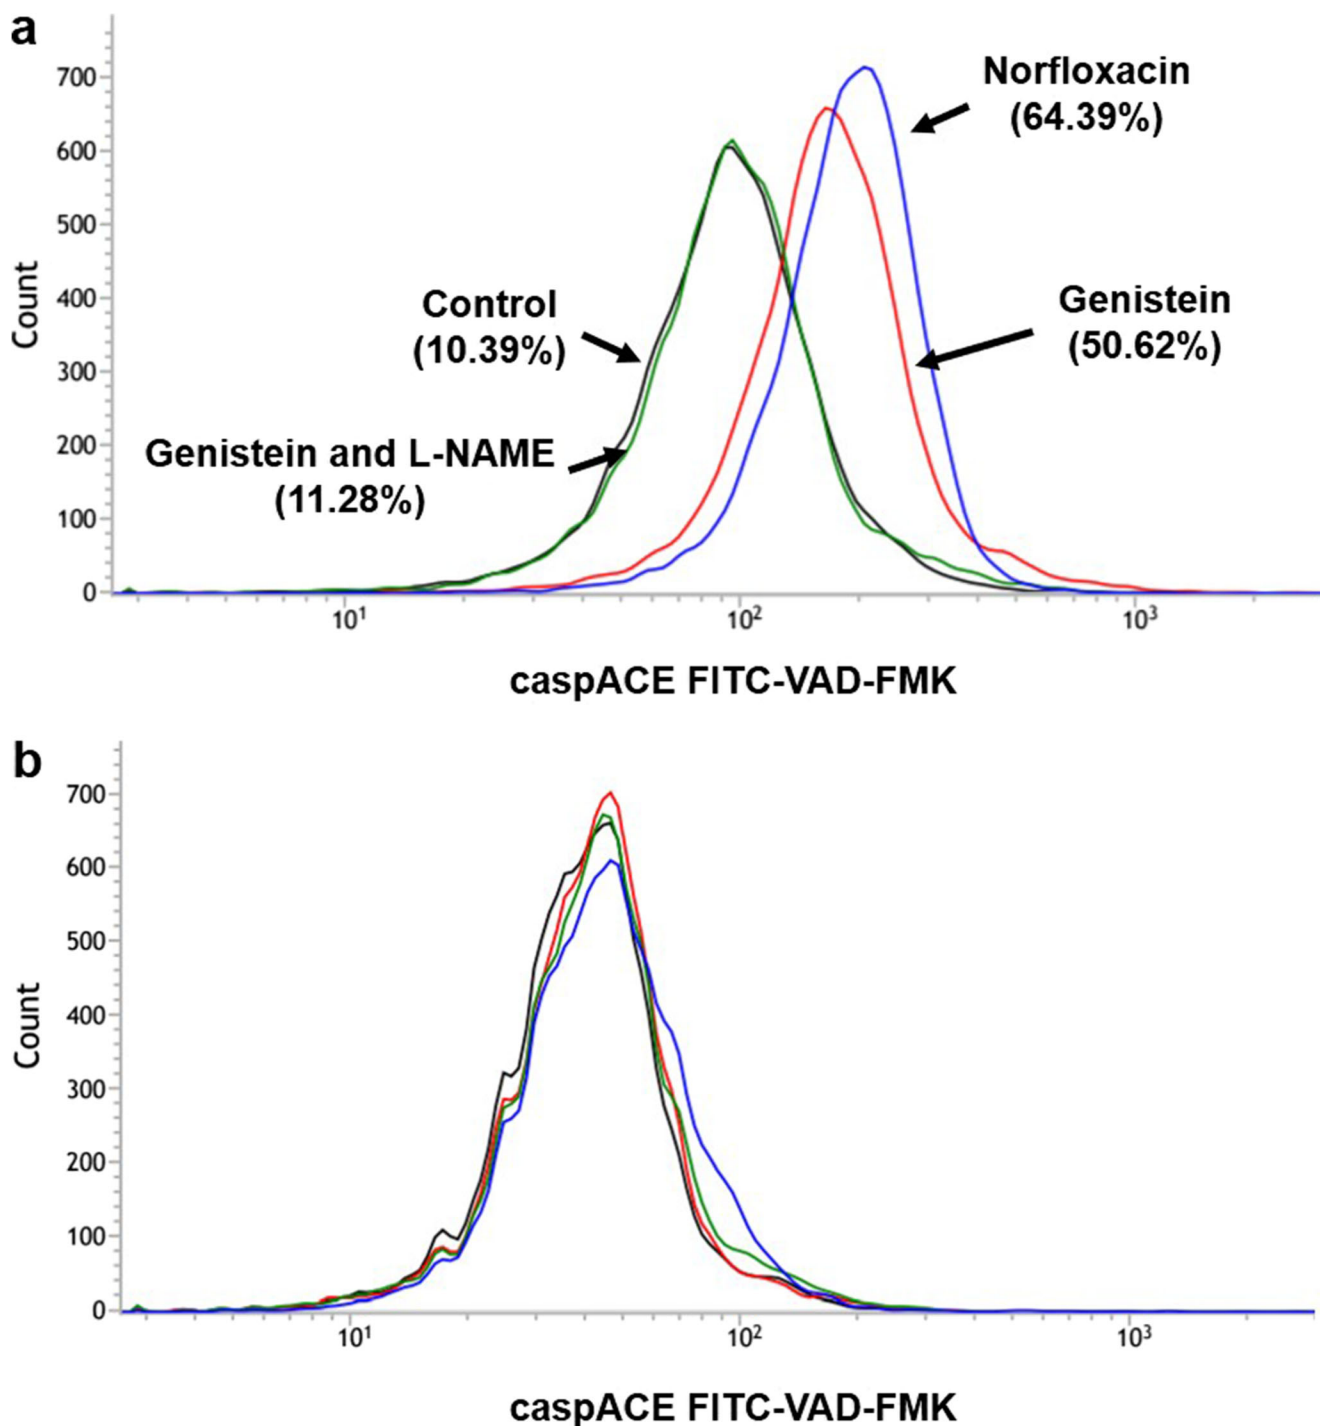 a
700
600
500
400
300
200
100
0
Count
Norfloxacin
(64.39%)
Control
(10.39%)
Genistein
(50.62%)
Genistein and L-NAME
(11.28%)
10¹ 10² 10³
caspACE FITC-VAD-FMK
b
700
600
500
400
300
200
100
0
Count
10¹ 10² 10³
caspACE FITC-VAD-FMK